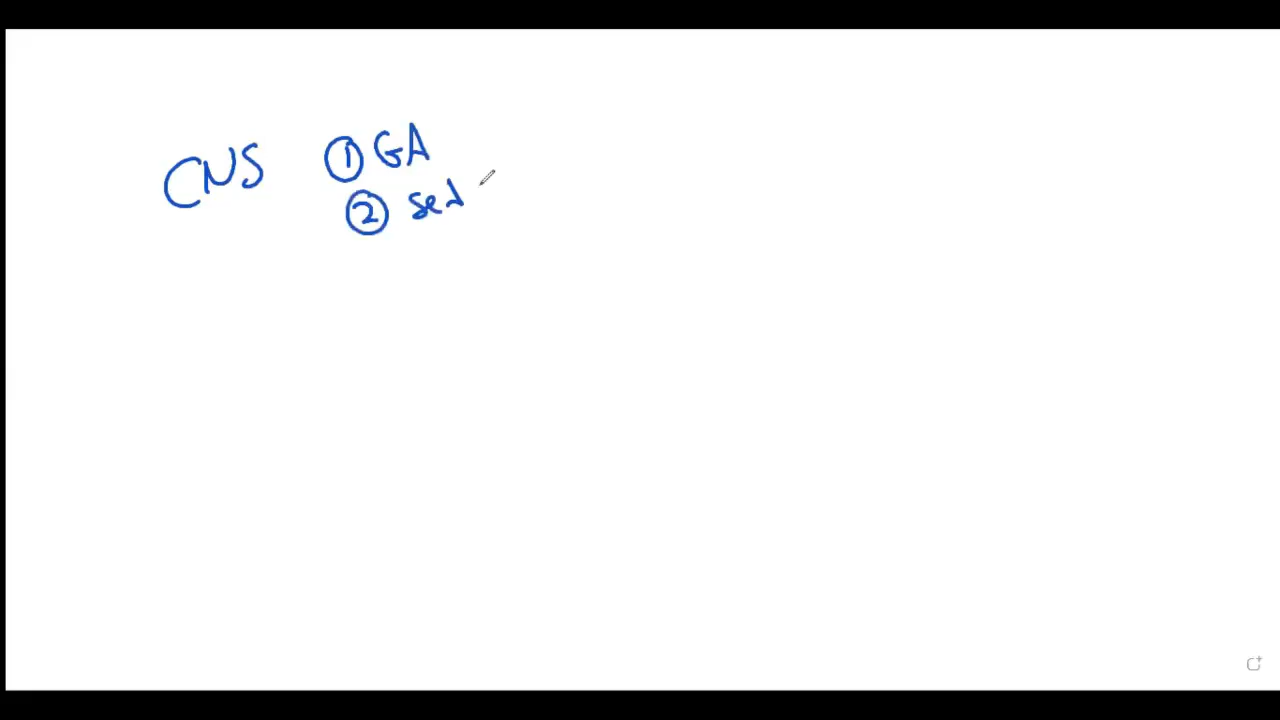 CNS ① GA
② sed